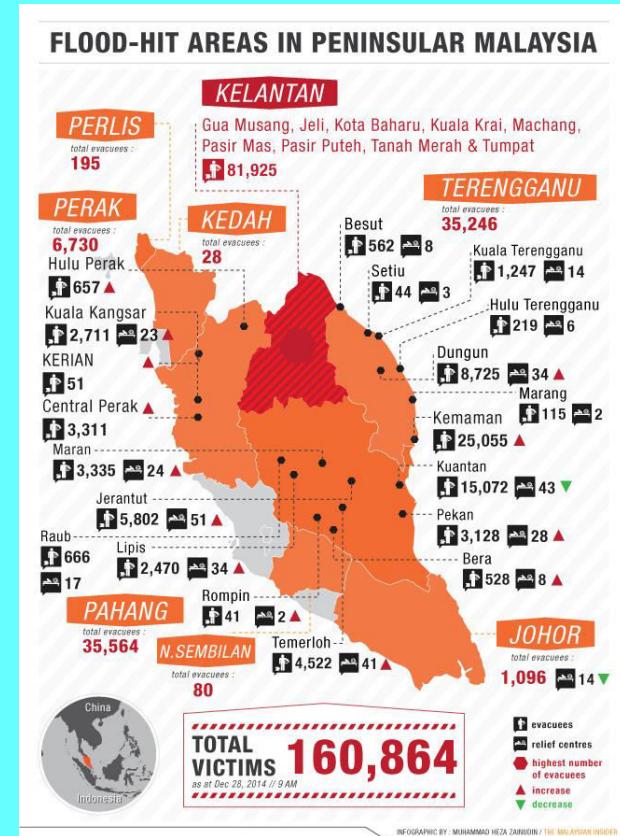 FLOOD-HIT AREAS IN PENINSULAR MALAYSIA
KELANTAN
Gua Musang, Jeli, Kota Baharu, Kuala Krai, Machang,
Pasir Mas, Pasir Puteh, Tanah Merah & Tumpat
81,925
PERLIS
total evacuees :
195
PERAK
total evacuees :
6,730
KEDAH
total evacuees :
28
TERENGGANU
total evacuees :
35,246
Hulu Perak
657
Kuala Kangsar
2,711 23
KERIAN
51
Central Perak
3,311
Maran
3,335 24
Jerantut
5,802 51
Raub
666
17
Lipis
2,470 34
Rompin
41 2
Temerloh
4,522 41
Besut
562 8
Setiu
44 3
Kuala Terengganu
1,247 14
Hulu Terengganu
219 6
Dungun
8,725 34
Marang
115 2
Kemaman
25,055
Kuantan
15,072 43
Pekan
3,128 28
Bera
528 8
PAHANG
total evacuees :
35,564
N.SEMBILAN
total evacuees :
80
JOHOR
total evacuees :
1,096 14
China
Indonesia
TOTAL
VICTIMS 160,864
as at Dec 28, 2014 // 9 AM
evacuees
relief centres
highest number
of evacuees
increase
decrease
INFOGRAPHIC BY : MUHAMMAD HEZA ZAINUDIN / THE MALAYSIAN INSIDER